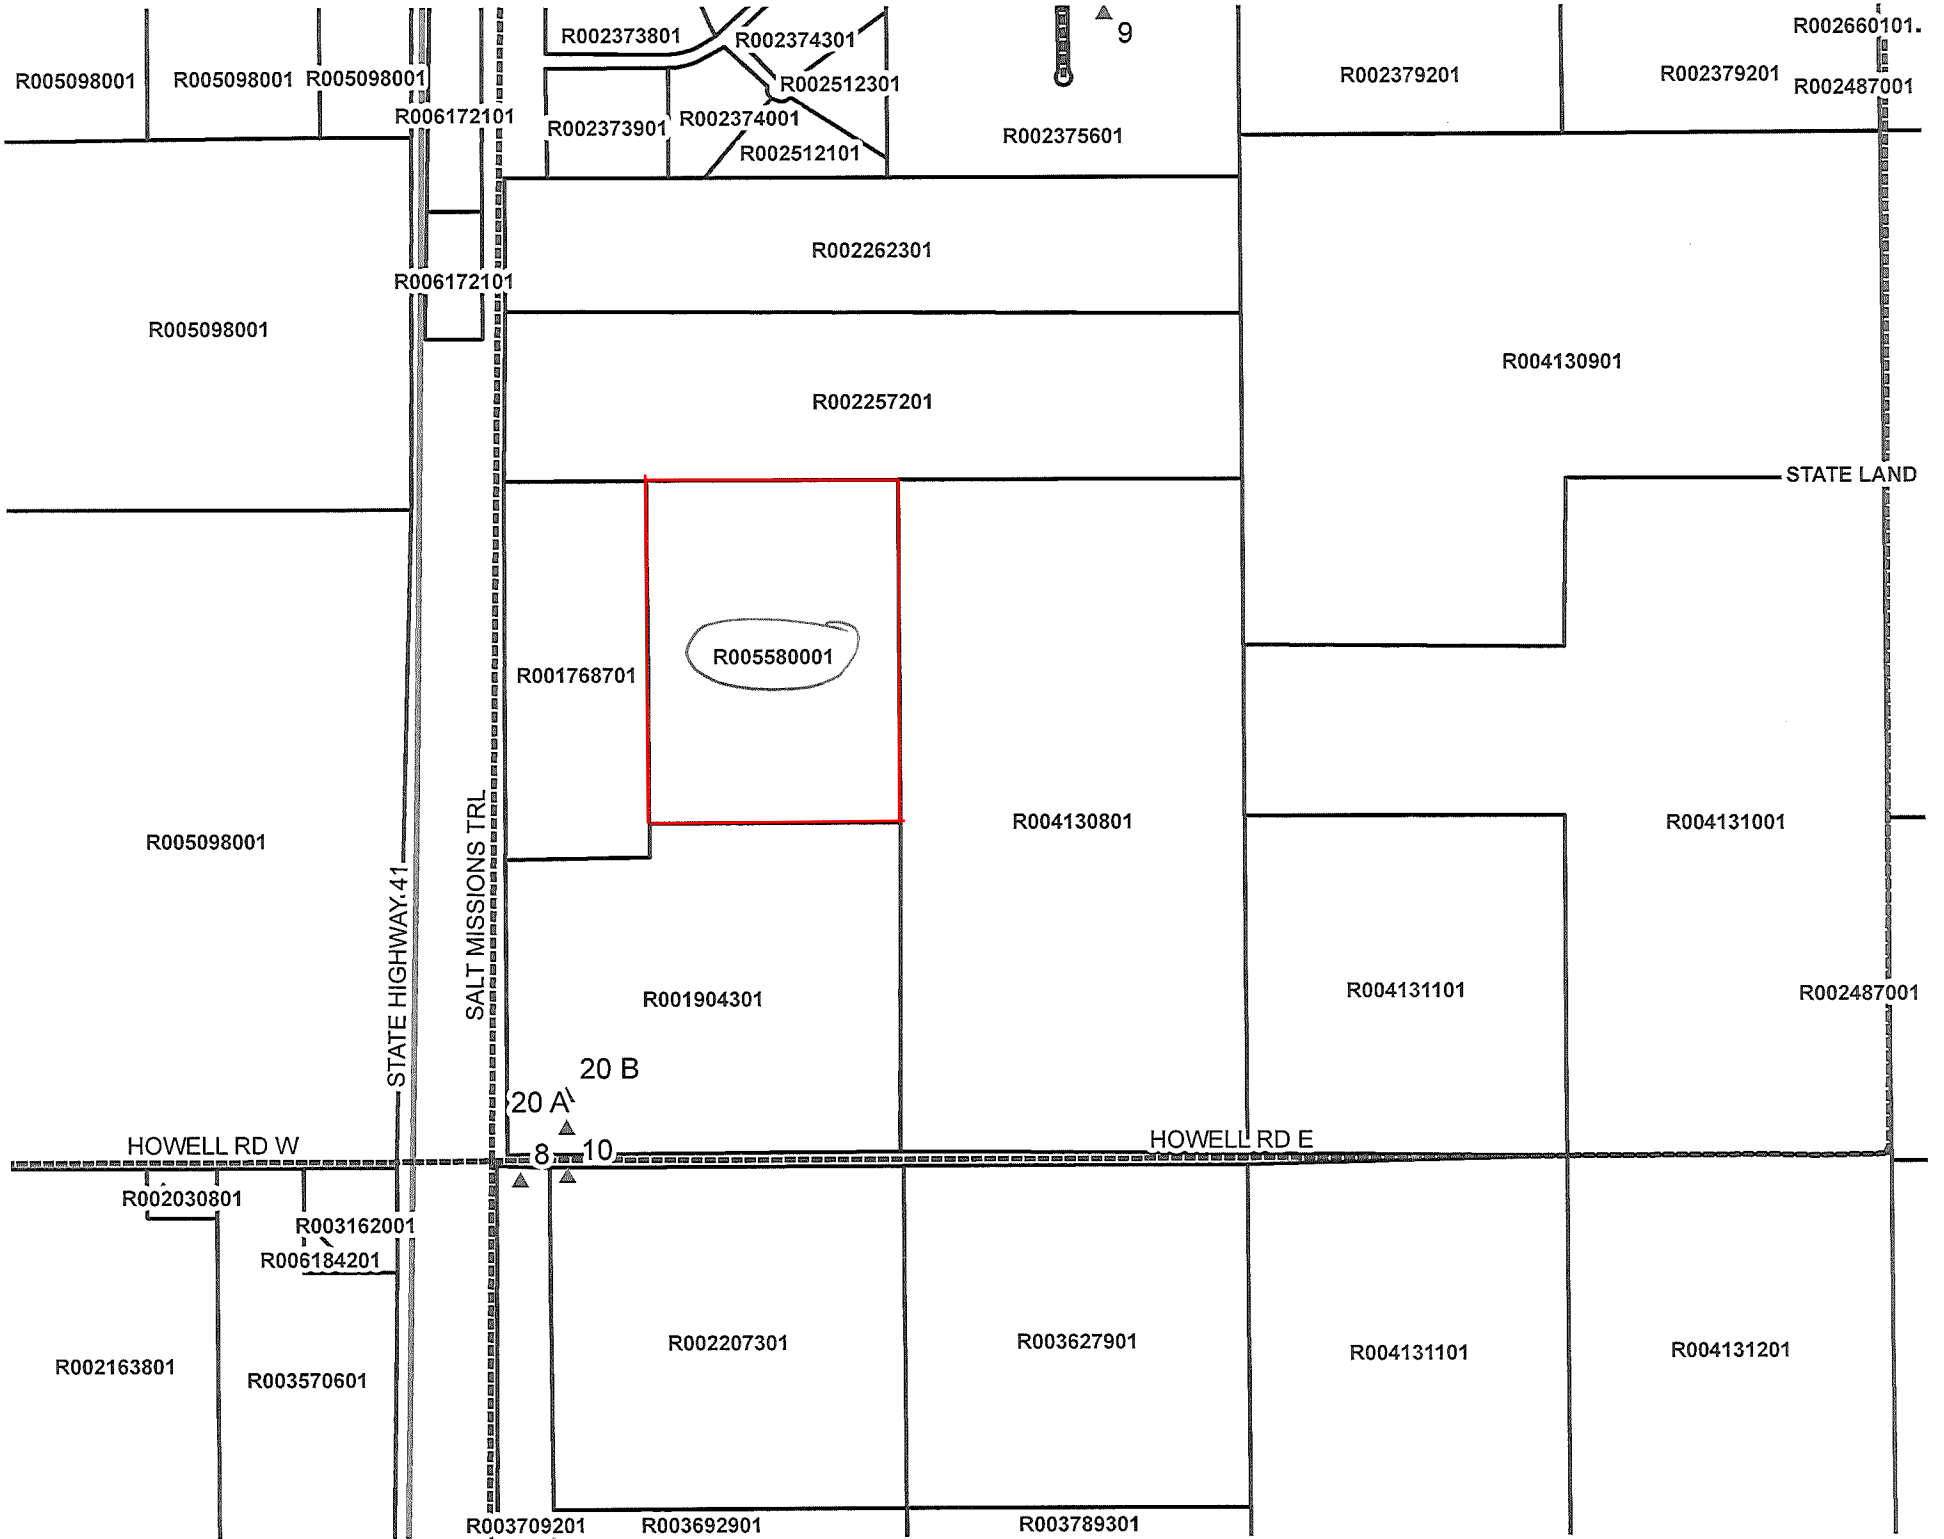 R002660101.
R002373801
9
R002374301
R005098001
R005098001
R005098001
R002379201
R002379201
R002512301
R002487001
R006172101
R002374001
R002373901
R002375601
R002512101
R002262301
R006172101
R005098001
R004130901
R002257201
STATE LAND
R005580001
R001768701
R005098001
R004130801
R004131001
SALT MISSIONS TRL
STATE HIGHWAY 41
R001904301
R004131101
R002487001
20 B
20 A
HOWELL RD W
8
10
HOWELL RD E
R002030801
R003162001
R006184201
R002207301
R003627901
R004131101
R004131201
R002163801
R003570601
R003709201
R003692901
R003789301